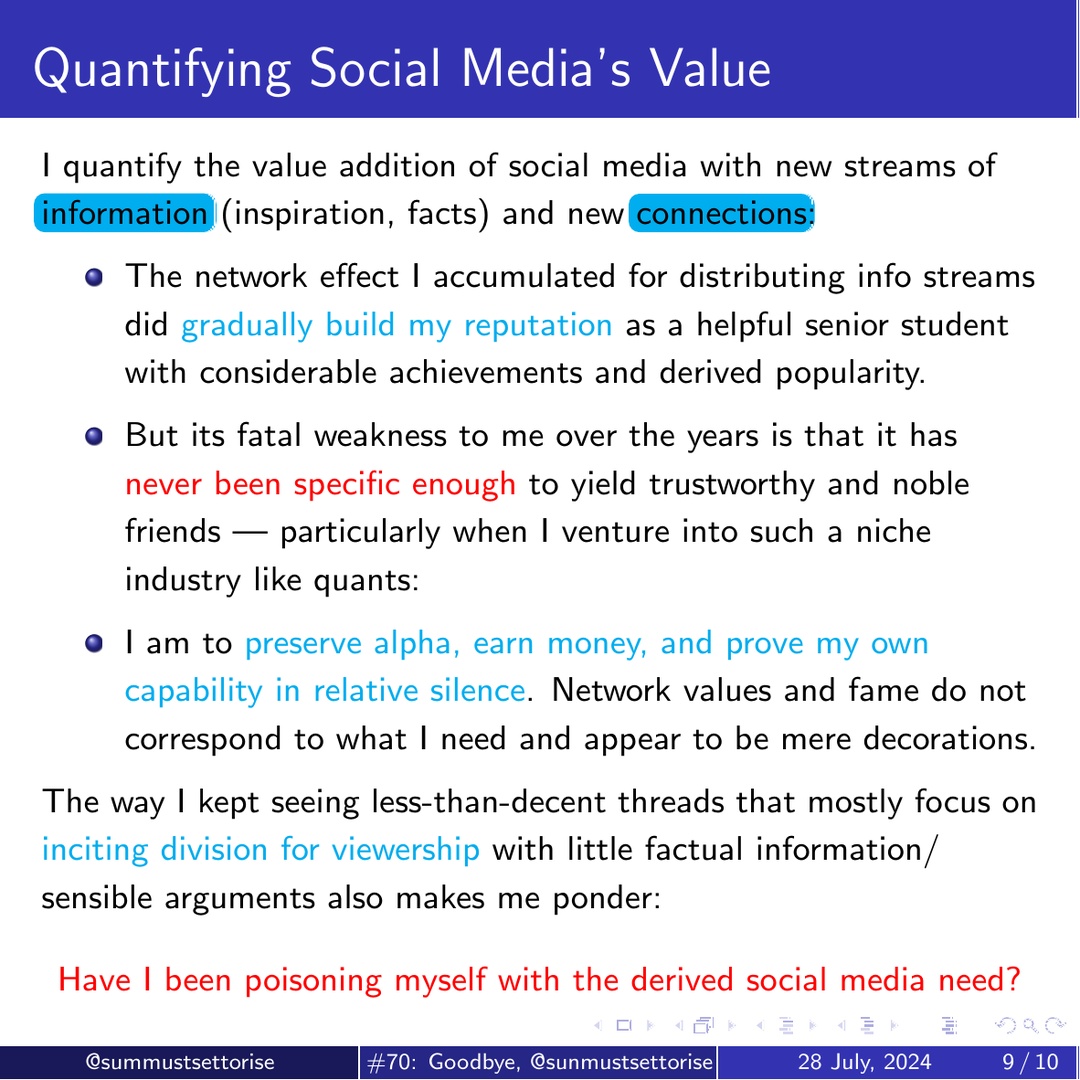 Quantifying Social Media's Value
I quantify the value addition of social media with new streams of
information (inspiration, facts) and new connections:
The network effect I accumulated for distributing info streams
did gradually build my reputation as a helpful senior student
with considerable achievements and derived popularity.
But its fatal weakness to me over the years is that it has
never been specific enough to yield trustworthy and noble
friends — particularly when I venture into such a niche
industry like quants:
I am to preserve alpha, earn money, and prove my own
capability in relative silence. Network values and fame do not
correspond to what I need and appear to be mere decorations.
The way I kept seeing less-than-decent threads that mostly focus on
inciting division for viewership with little factual information/
sensible arguments also makes me ponder:
Have I been poisoning myself with the derived social media need?
@summustsettorise #70: Goodbye, @sunmustsettorise 28 July, 2024 9 / 10